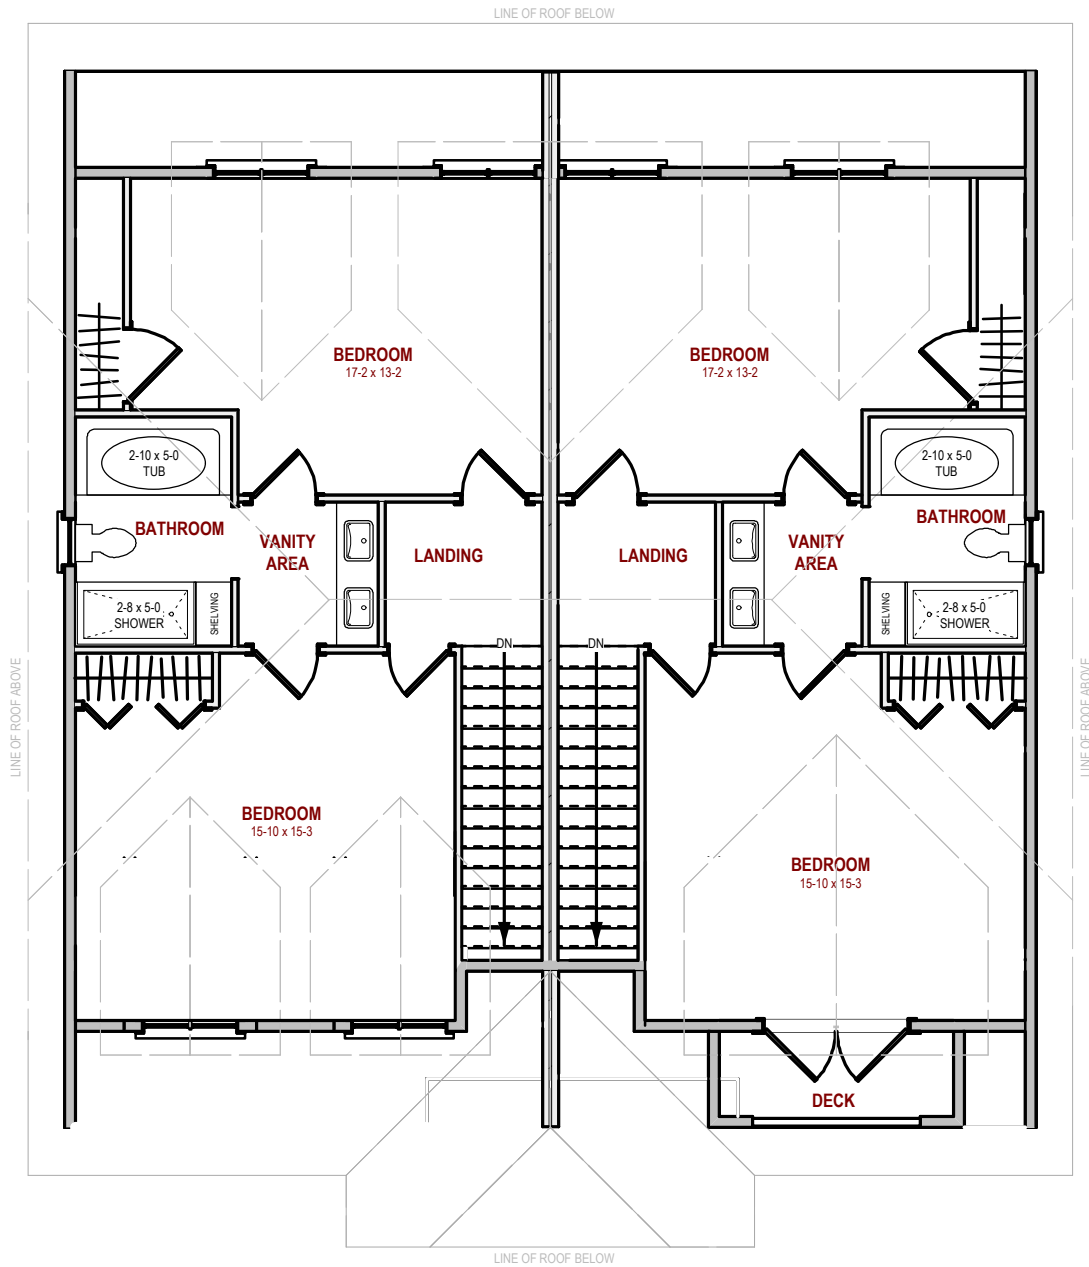 LINE OF ROOF BELOW
BEDROOM
17-2 x 13-2
BEDROOM
17-2 x 13-2
2-10 x 5-0
TUB
2-10 x 5-0
TUB
BATHROOM
VANITY
AREA
LANDING
LANDING
VANITY
AREA
BATHROOM
2-8 x 5-0
SHOWER
SHELVING
SHELVING
2-8 x 5-0
SHOWER
DN
DN
LINE OF ROOF ABOVE
LINE OF ROOF ABOVE
BEDROOM
15-10 x 15-3
BEDROOM
15-10 x 15-3
DECK
LINE OF ROOF BELOW